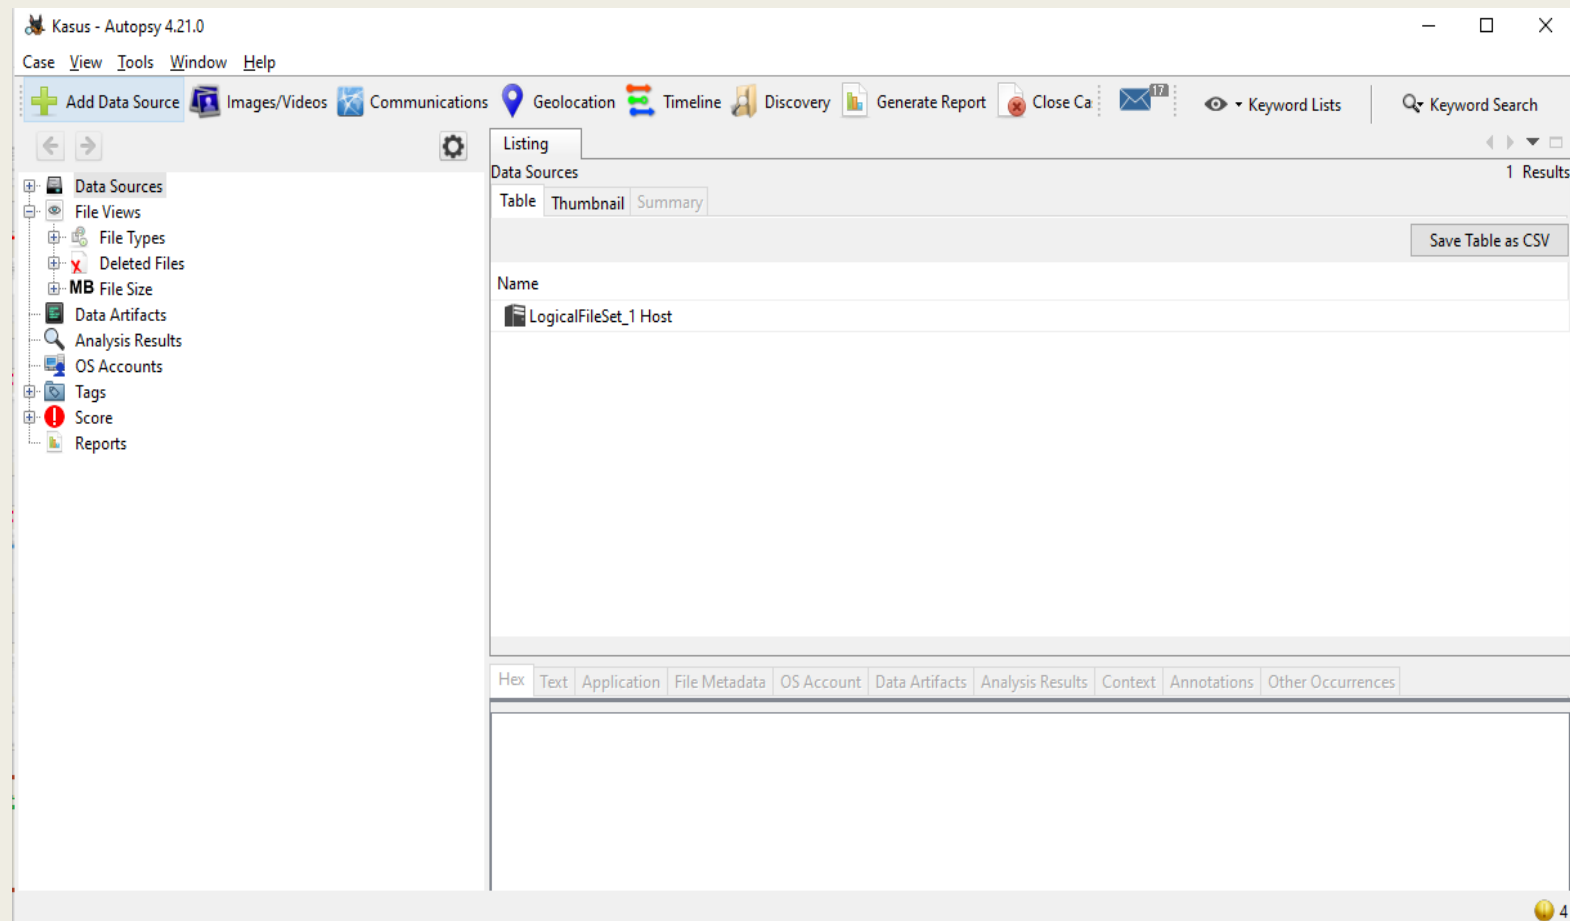 Kasus - Autopsy 4.21.0
Case View Tools Window Help
Add Data Source Images/Videos Communications Geolocation Timeline Discovery Generate Report Close Ca 17 Keyword Lists Keyword Search
Listing
Data Sources 1 Results
Table Thumbnail Summary
Save Table as CSV
Name
LogicalFileSet_1 Host
Data Sources
File Views
File Types
Deleted Files
MB File Size
Data Artifacts
Analysis Results
OS Accounts
Tags
Score
Reports
Hex Text Application File Metadata OS Account Data Artifacts Analysis Results Context Annotations Other Occurrences
4